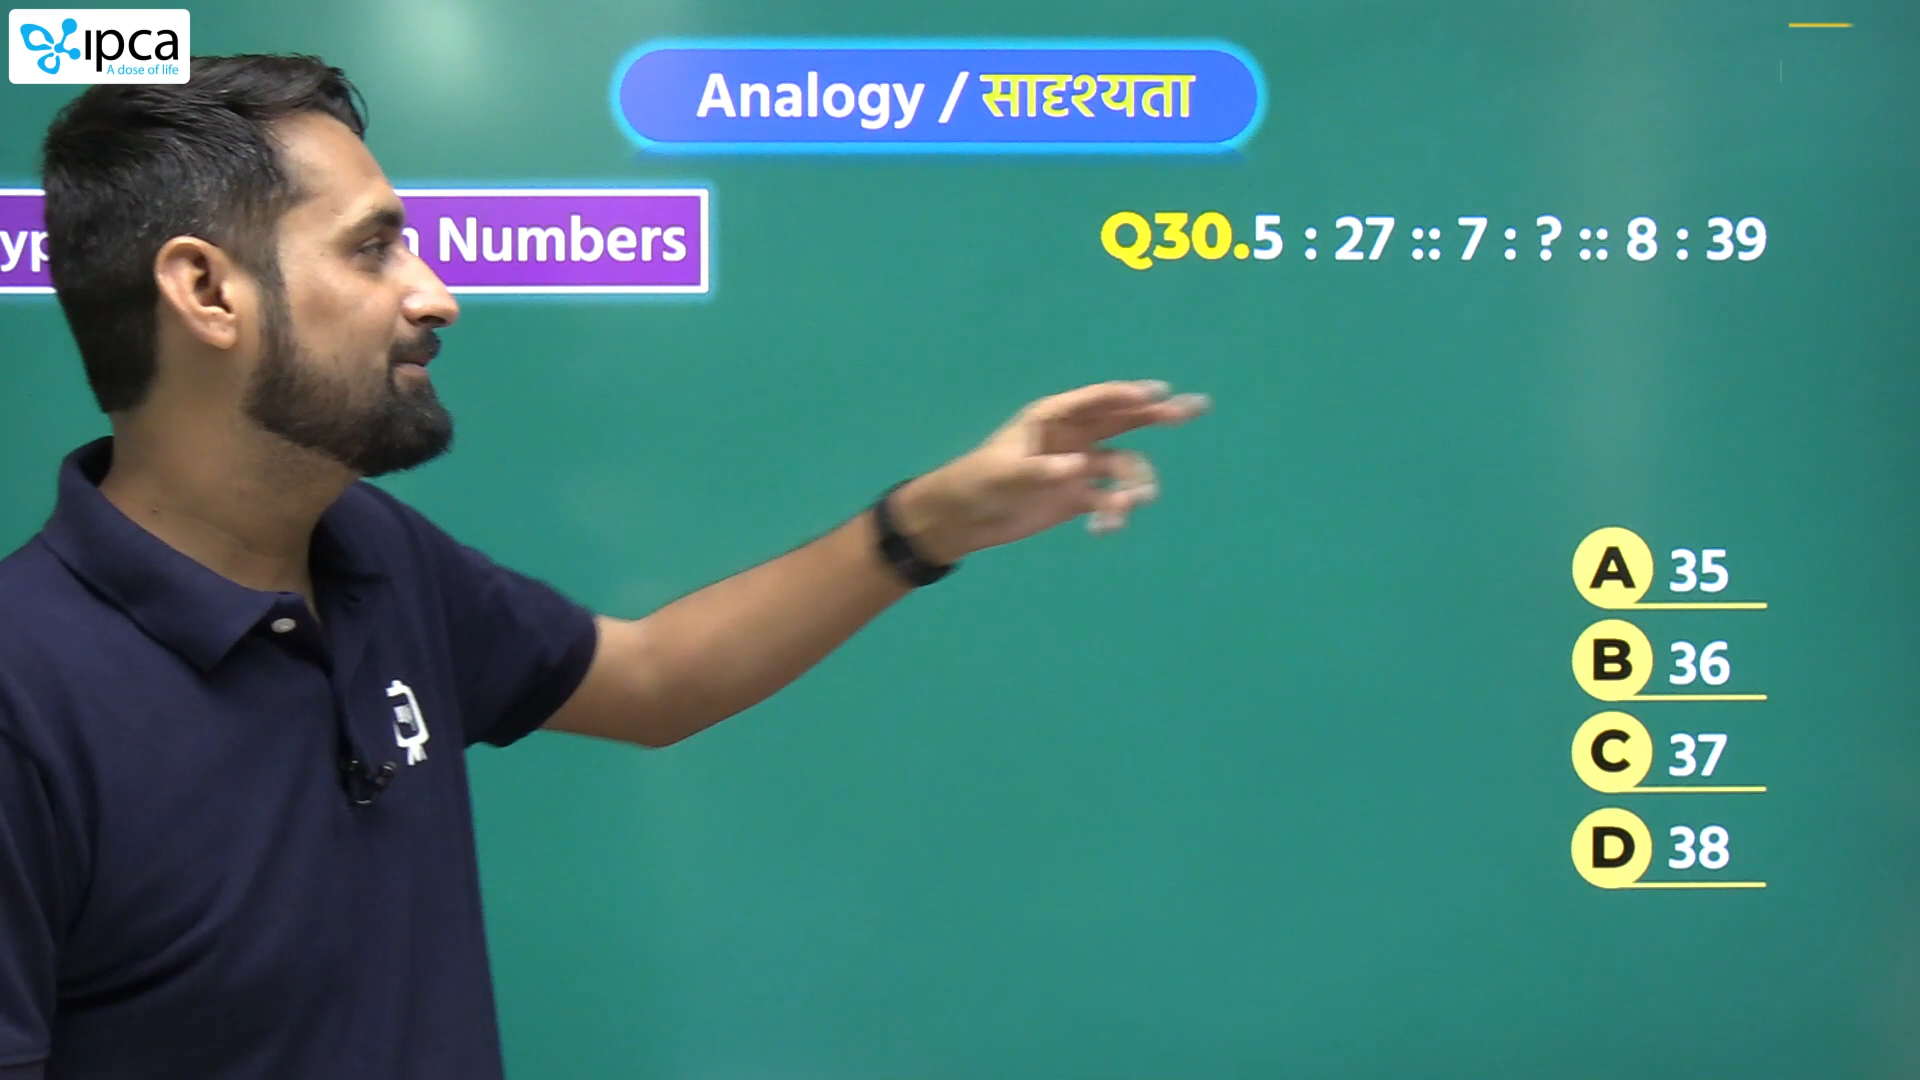 ipca
A dose of life
Analogy / सादृश्यता
Numbers
Q30.5 : 27 :: 7 : ? :: 8 : 39
A 35
B 36
C 37
D 38